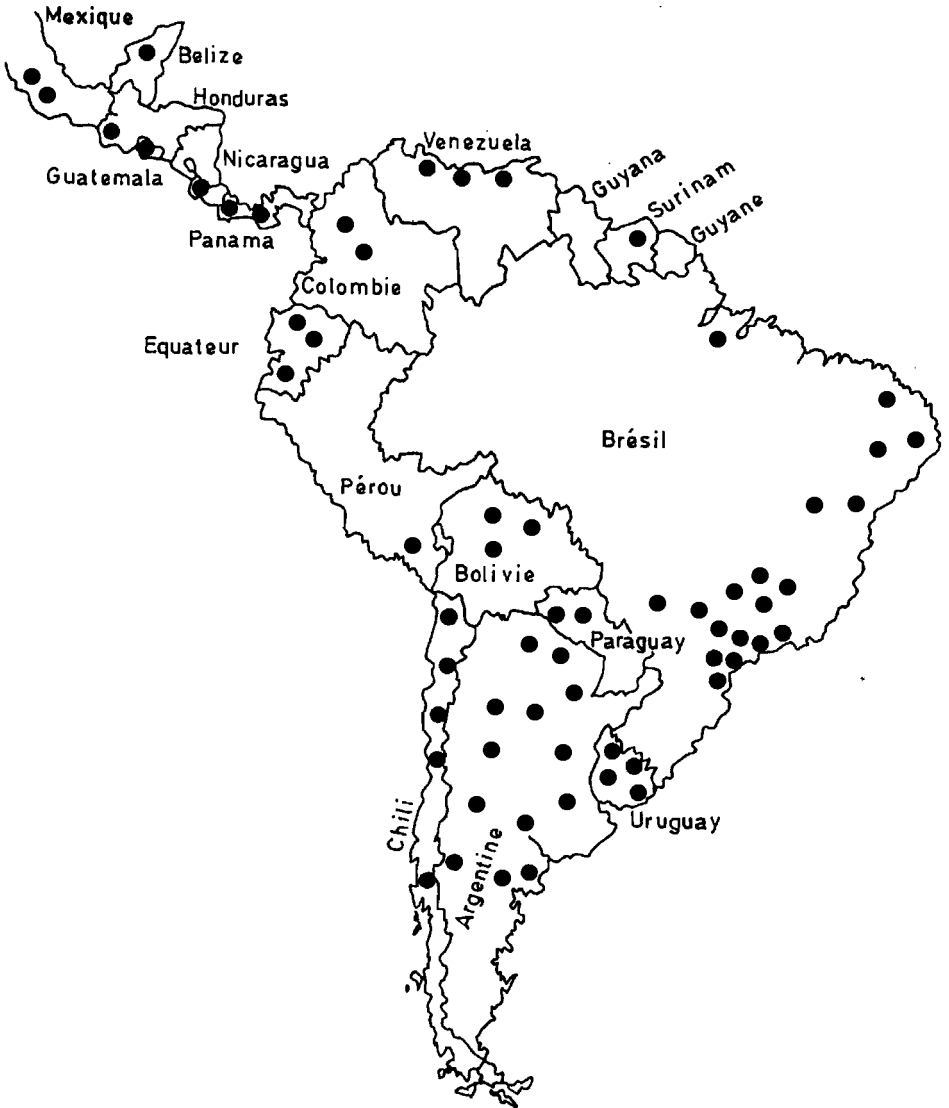 Mexique
Belize
Honduras
Nicaragua
Guatemala
Panama
Venezuela
Guyana
Surinam
Guyane
Colombie
Equateur
Brésil
Pérou
Bolivie
Paraguay
Chili
Argentine
Uruguay